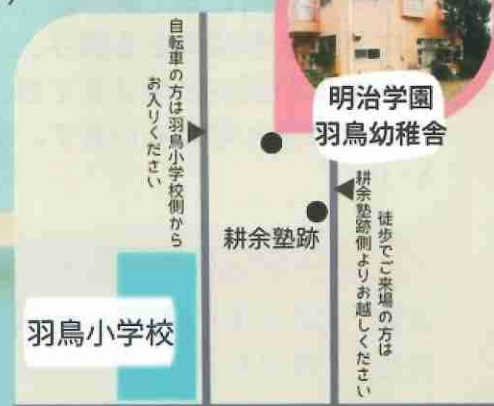 自転車の方は羽鳥小学校側から
お入りください
明治学園
羽鳥幼稚舎
徒歩でご来場の方は
耕余塾跡側よりお越しください
耕余塾跡
羽鳥小学校